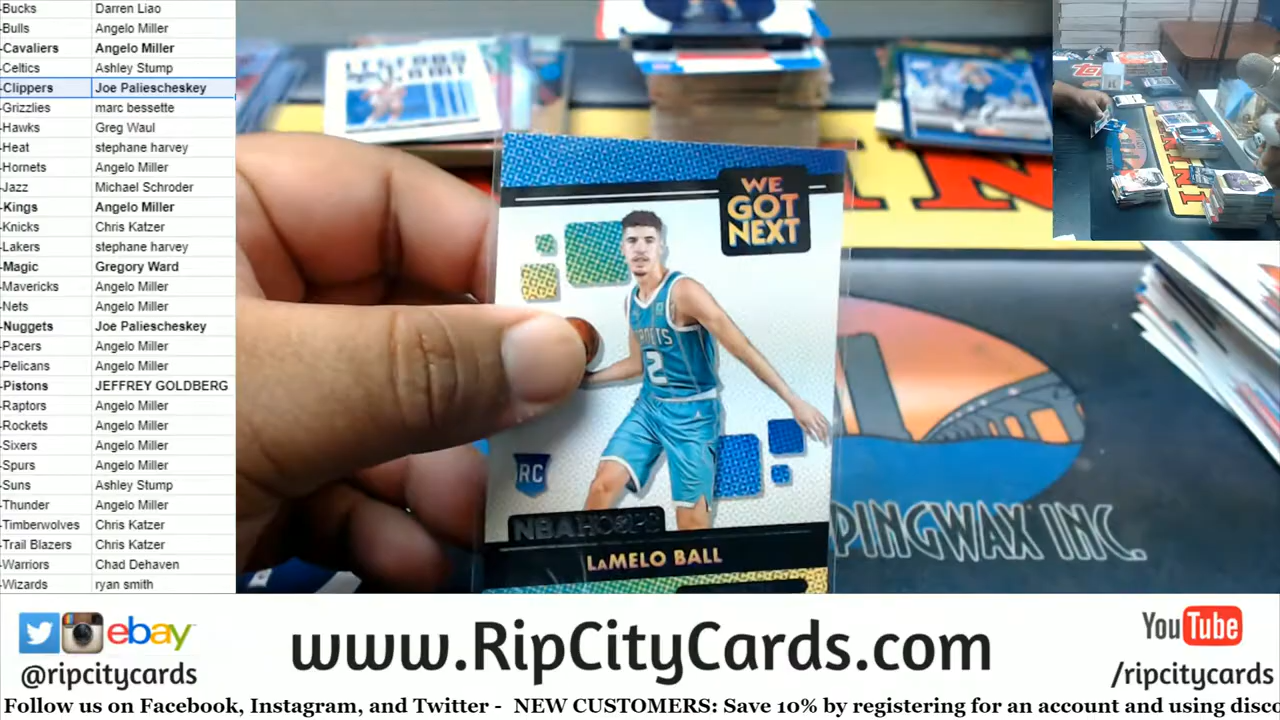 -Bucks Darren Liao
-Bulls Angelo Miller
-Cavaliers Angelo Miller
-Celtics Ashley Stump
-Clippers Joe Paliescheskey
-Grizzlies marc bessette
-Hawks Greg Waul
-Heat stephane harvey
-Hornets Angelo Miller
-Jazz Michael Schroder
-Kings Angelo Miller
-Knicks Chris Katzer
-Lakers stephane harvey
-Magic Gregory Ward
-Mavericks Angelo Miller
-Nets Angelo Miller
-Nuggets Joe Paliescheskey
-Pacers Angelo Miller
-Pelicans Angelo Miller
-Pistons JEFFREY GOLDBERG
-Raptors Angelo Miller
-Rockets Angelo Miller
-Sixers Angelo Miller
-Spurs Angelo Miller
-Suns Ashley Stump
-Thunder Angelo Miller
-Timberwolves Chris Katzer
-Trail Blazers Chris Katzer
-Warriors Chad Dehaven
-Wizards ryan smith
WE
GOT
NEXT
2
RC
NBA HOOPS
LAMELO BALL
PINGWAX INC.
ebay
@ripcitycards
www.RipCityCards.com
YouTube
/ripcitycards
Follow us on Facebook, Instagram, and Twitter - NEW CUSTOMERS: Save 10% by registering for an account and using disco